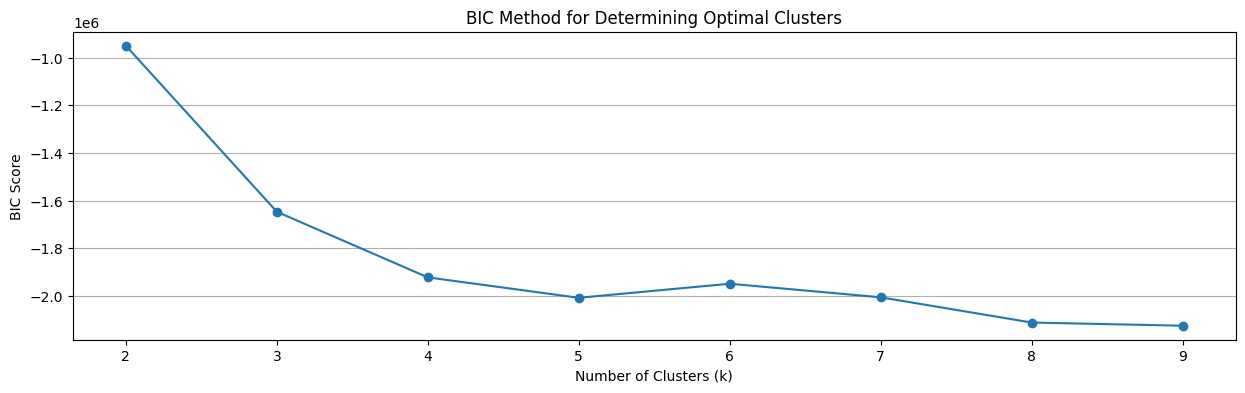 BIC Method for Determining Optimal Clusters
1e6
−1.0
−1.2
−1.4
−1.6
−1.8
−2.0
BIC Score
2 3 4 5 6 7 8 9
Number of Clusters (k)